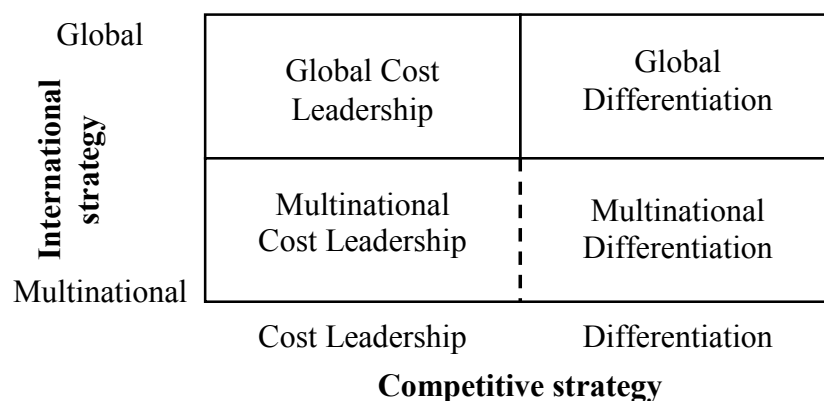 Global
Global Cost
Leadership
Global
Differentiation
International
strategy
Multinational
Cost Leadership
Multinational
Differentiation
Multinational
Cost Leadership
Differentiation
Competitive strategy